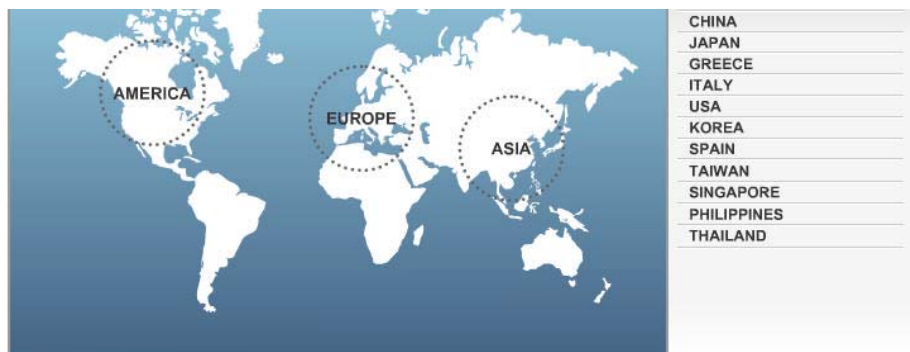 AMERICA
EUROPE
ASIA
CHINA
JAPAN
GREECE
ITALY
USA
KOREA
SPAIN
TAIWAN
SINGAPORE
PHILIPPINES
THAILAND